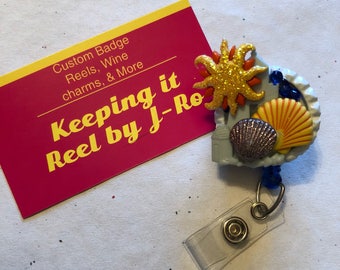 Custom Badge
Reels, Wine
charms, & More
Keeping it
Reel by J-Ro